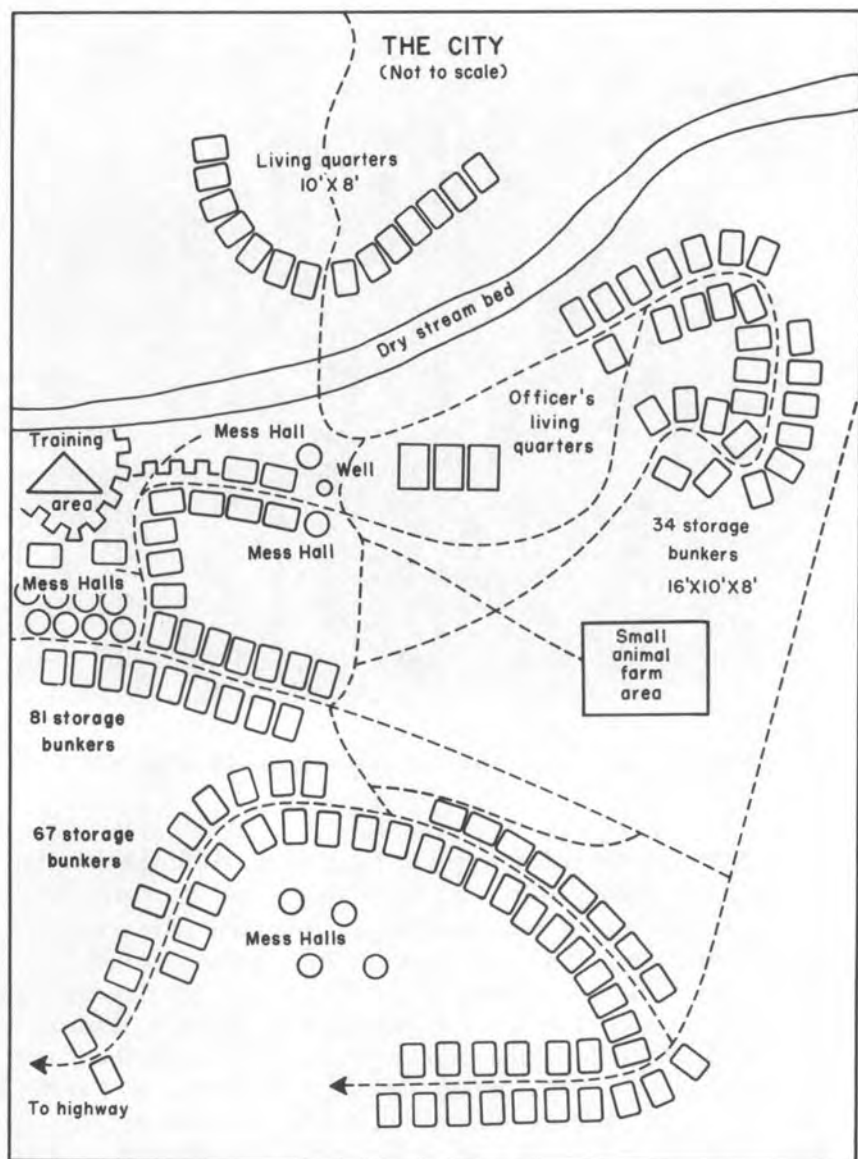 THE CITY
(Not to scale)
Living quarters
10'X 8'
Dry stream bed
Training
area
Mess Hall
Well
Officer's
living
quarters
Mess Hall
34 storage
bunkers
16'X10'X8'
Mess Halls
Small
animal
farm
area
81 storage
bunkers
67 storage
bunkers
Mess Halls
To highway